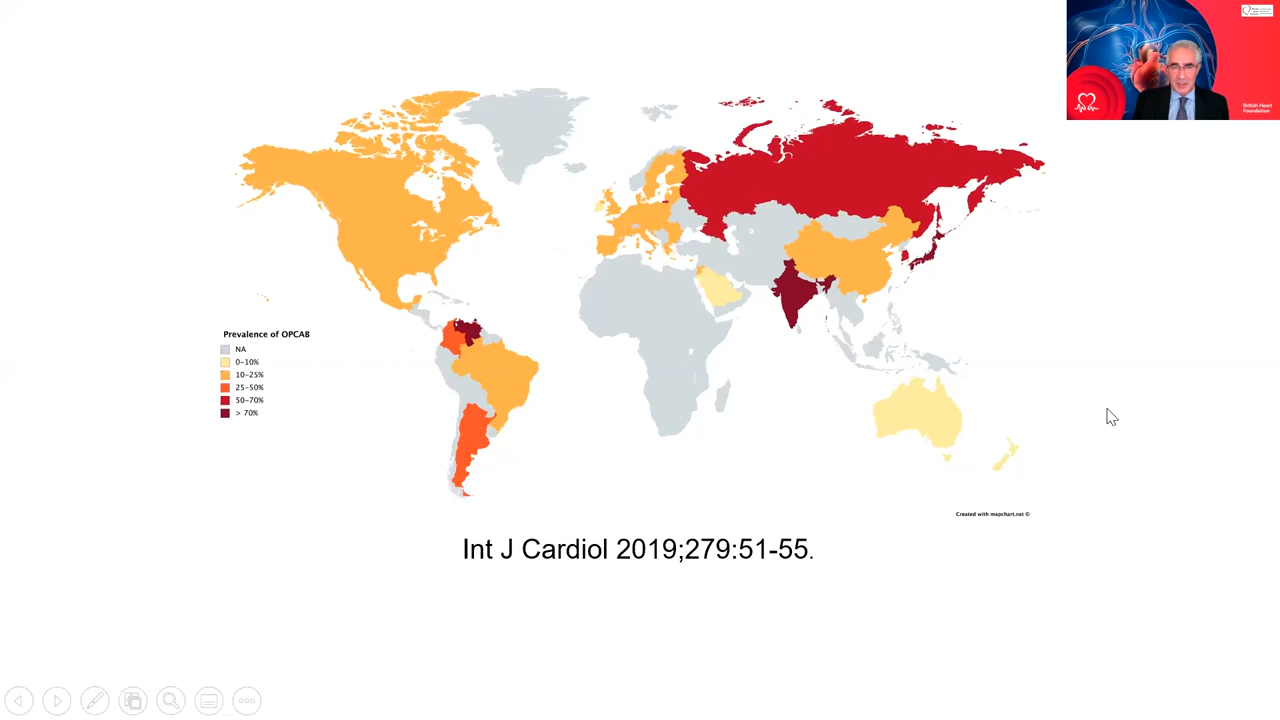 British Heart
Foundation
Prevalence of OPCAB
NA
0-10%
10-25%
25-50%
50-70%
> 70%
Created with mapchart.net ©
Int J Cardiol 2019;279:51-55.